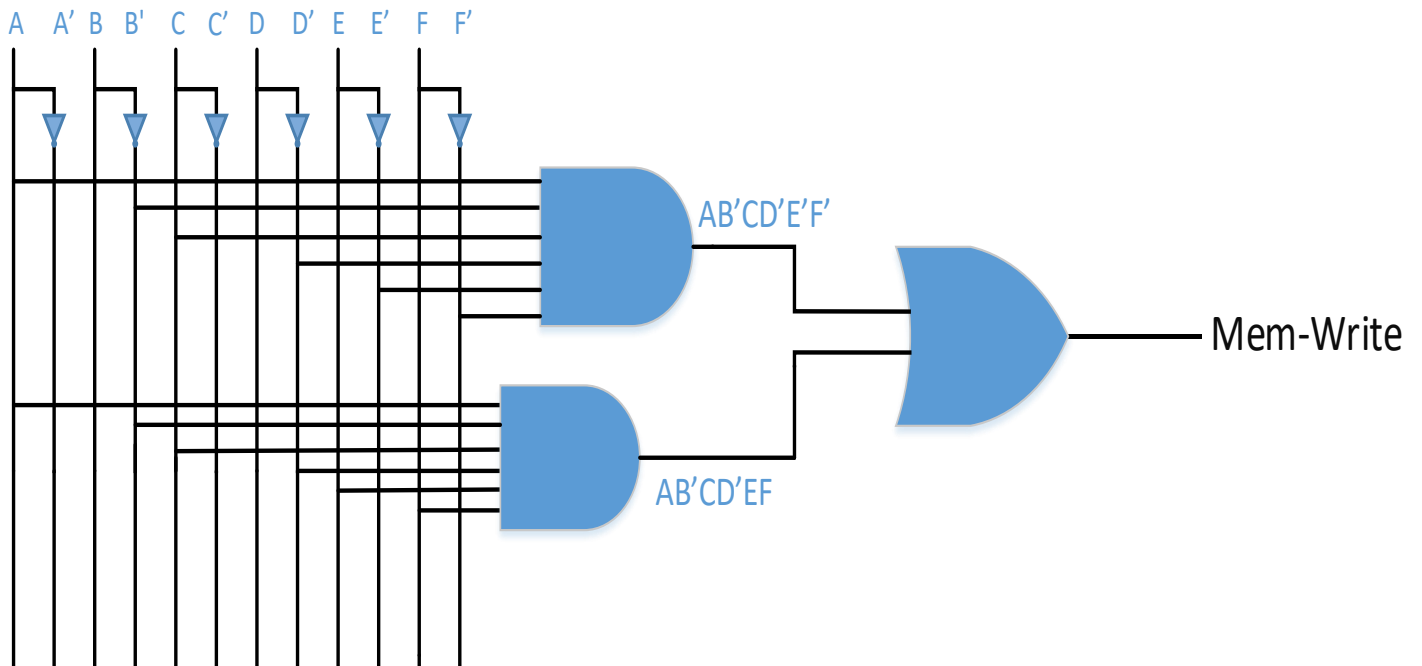 A A’ B B' C C’ D D’ E E’ F F’
AB’CD’E’F’
Mem-Write
AB’CD’EF